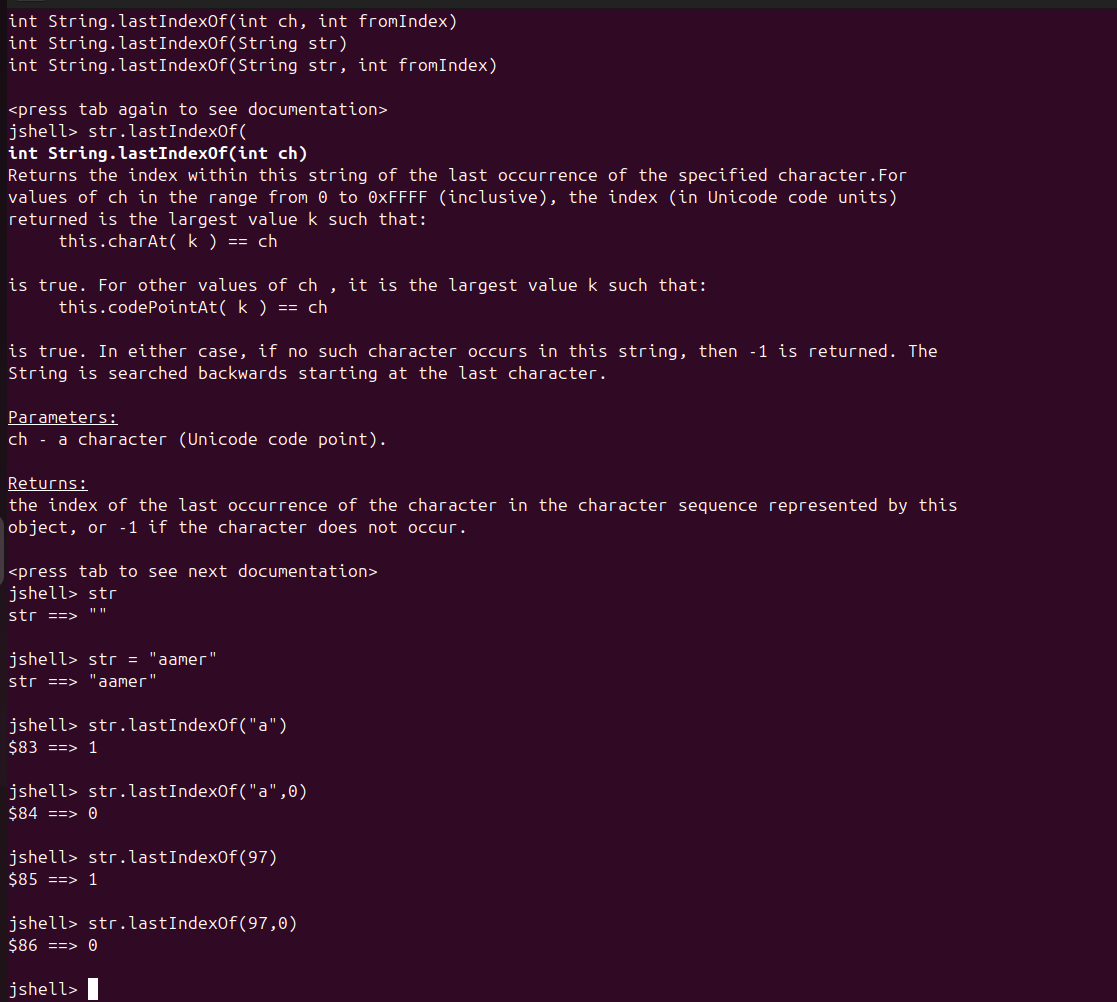 int String.lastIndexOf(int ch, int fromIndex)
int String.lastIndexOf(String str)
int String.lastIndexOf(String str, int fromIndex)
<press tab again to see documentation>
jshell> str.lastIndexOf(
int String.lastIndexOf(int ch)
Returns the index within this string of the last occurrence of the specified character.For
values of ch in the range from 0 to 0xFFFF (inclusive), the index (in Unicode code units)
returned is the largest value k such that:
     this.charAt( k ) == ch
is true. For other values of ch , it is the largest value k such that:
     this.codePointAt( k ) == ch
is true. In either case, if no such character occurs in this string, then -1 is returned. The
String is searched backwards starting at the last character.
Parameters:
ch - a character (Unicode code point).
Returns:
the index of the last occurrence of the character in the character sequence represented by this
object, or -1 if the character does not occur.
<press tab to see next documentation>
jshell> str
str ==> ""
jshell> str = "aamer"
str ==> "aamer"
jshell> str.lastIndexOf("a")
$83 ==> 1
jshell> str.lastIndexOf("a",0)
$84 ==> 0
jshell> str.lastIndexOf(97)
$85 ==> 1
jshell> str.lastIndexOf(97,0)
$86 ==> 0
jshell>